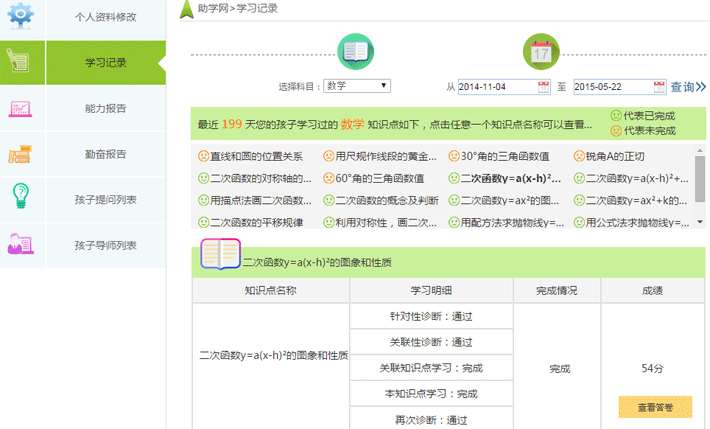 个人资料修改
学习记录
能力报告
勤奋报告
孩子提问列表
孩子导师列表
助学网>学习记录
17
选择科目： 数学 从 2014-11-04 至 2015-05-22 查询
最近 199 天您的孩子学习过的 数学 知识点如下，点击任意一个知识点名称可以查看... 代表已完成
代表未完成
直线和圆的位置关系 用尺规作线段的黄金... 30°角的三角函数值 锐角A的正切
二次函数的对称轴的... 60°角的三角函数值 二次函数y=a(x-h)²... 二次函数y=a(x-h)²+...
用描点法画二次函数... 二次函数的概念及判断 二次函数y=ax²的图... 二次函数y=ax²+k的...
二次函数的平移规律 利用对称性，画二次... 用配方法求抛物线y=... 用公式法求抛物线y=...
二次函数y=a(x-h)²的图象和性质
知识点名称 学习明细 完成情况 成绩
针对性诊断：通过
关联性诊断：通过
二次函数y=a(x-h)²的图象和性质 关联知识点学习：完成 完成 54分
本知识点学习：完成
查看答卷
再次诊断：通过